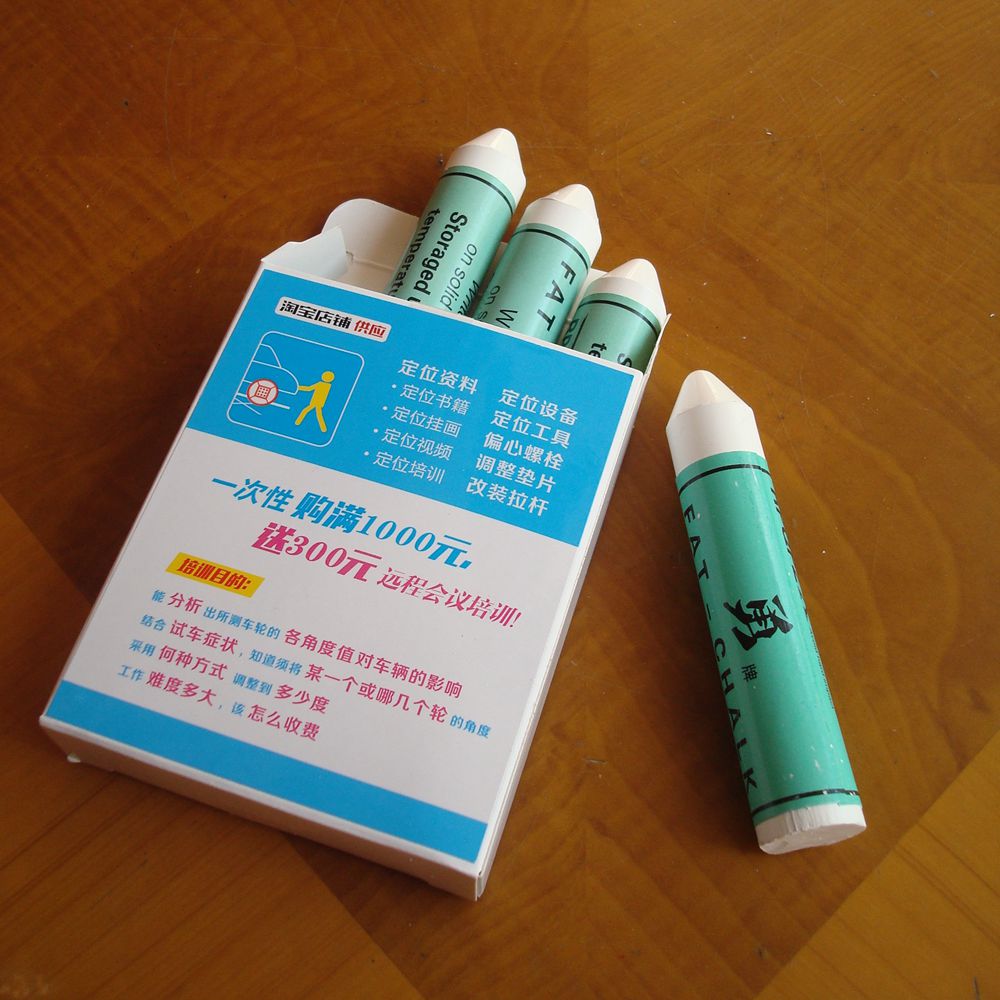 淘宝店铺 供应
定位资料
·定位书籍
·定位挂画
·定位视频
·定位培训
定位设备
定位工具
偏心螺栓
调整垫片
改装拉杆
一次性 购满1000元,
送300元 远程会议培训!
培训目的:
能 分析 出所测车轮的 各角度值对车辆的影响
结合 试车症状, 知道须将 某一个或哪几个轮 的角度
采用 何种方式 调整到 多少度
工作 难度多大, 该 怎么收费
on solid
Storaged
FAT
on
勇
牌
FAT-CHALK